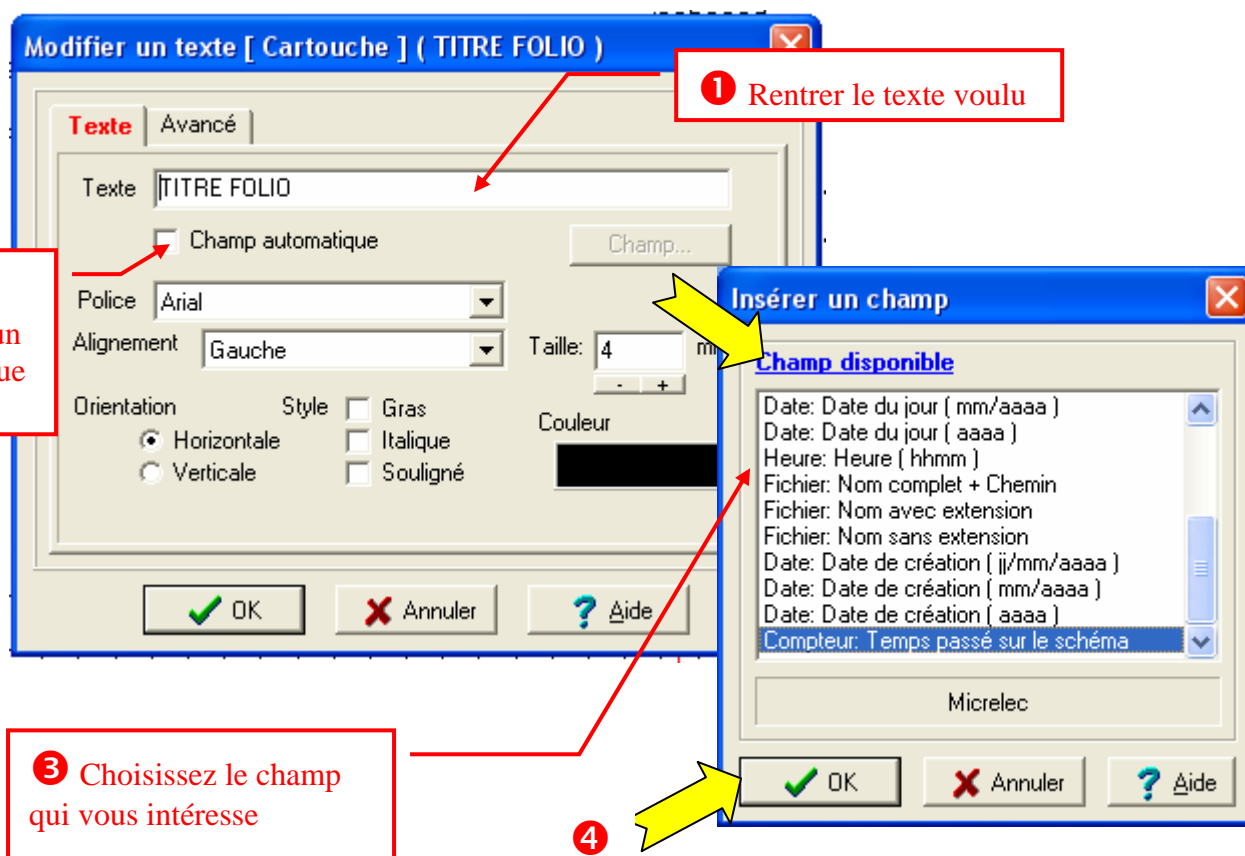 Modifier un texte [ Cartouche ] ( TITRE FOLIO )
❶ Rentrer le texte voulu
Texte
Avancé
Texte
TITRE FOLIO
Champ automatique
Champ...
un
ue
Police
Arial
Alignement
Gauche
Taille:
4
Orientation
Horizontale
Verticale
Style
Gras
Italique
Souligné
- +
Couleur
OK
Annuler
Aide
Insérer un champ
Champ disponible
Date: Date du jour ( mm/aaaa )
Date: Date du jour ( aaaa )
Heure: Heure ( hhmm )
Fichier: Nom complet + Chemin
Fichier: Nom avec extension
Fichier: Nom sans extension
Date: Date de création ( jj/mm/aaaa )
Date: Date de création ( mm/aaaa )
Date: Date de création ( aaaa )
Compteur: Temps passé sur le schéma
Micrelec
OK
Annuler
Aide
❸ Choisissez le champ
qui vous intéresse
❹